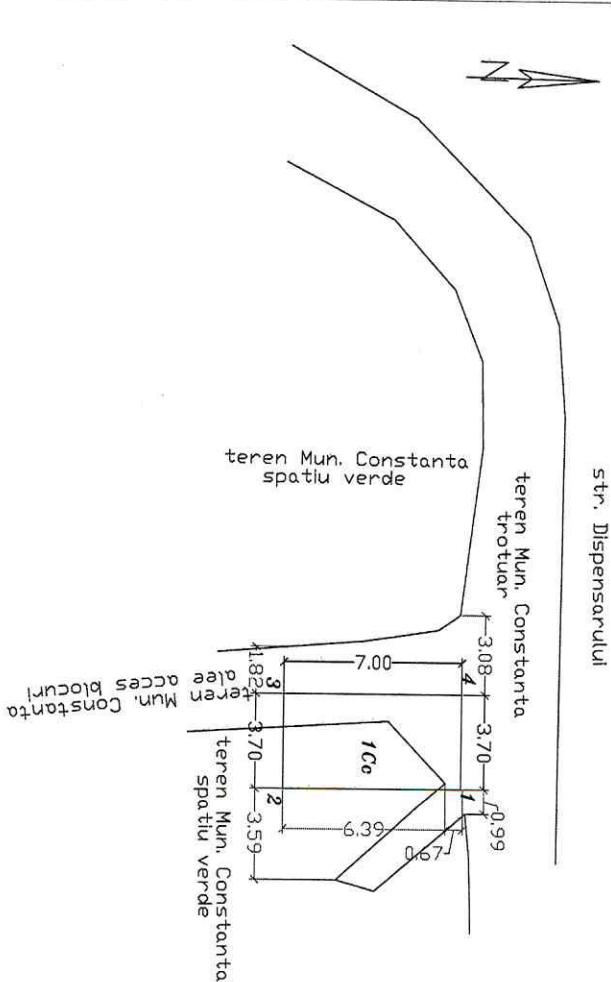 N
str. Dispensarului
teren Mun. Constanta
trotuar
teren Mun. Constanta
spatiu verde
3.08
3.70
0.99
4
1
7.00
1Cc
6.39
0.67
3
2
1.82
3.70
3.59
teren Mun. Constanta
alee acces blocuri
teren Mun. Constanta
spatiu verde